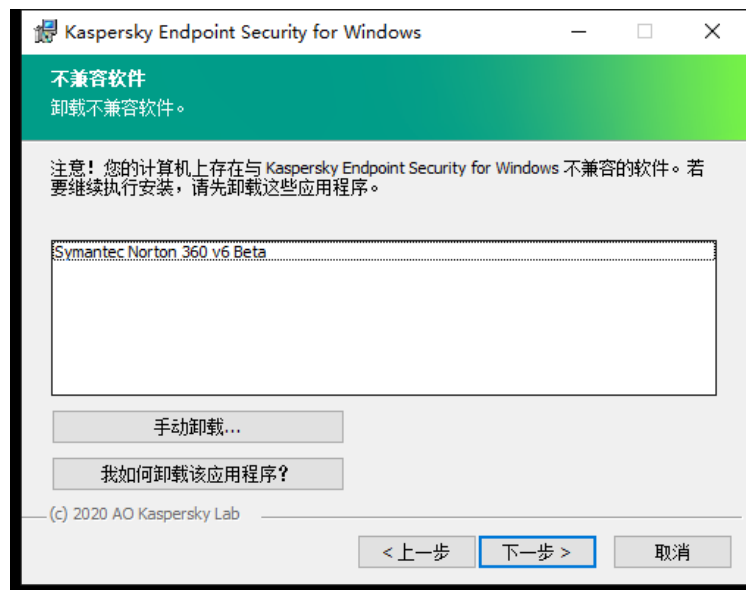 Kaspersky Endpoint Security for Windows
不兼容软件
卸载不兼容软件。
注意！您的计算机上存在与 Kaspersky Endpoint Security for Windows 不兼容的软件。若
要继续执行安装，请先卸载这些应用程序。
Symantec Norton 360 v6 Beta
手动卸载...
我如何卸载该应用程序?
(c) 2020 AO Kaspersky Lab
< 上一步
下一步 >
取消